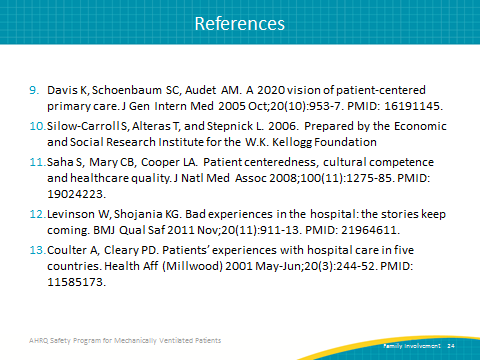 References
9. Davis K, Schoenbaum SC, Audet AM. A 2020 vision of patient-centered
primary care. J Gen Intern Med 2005 Oct;20(10):953-7. PMID: 16191145.
10. Silow-Carroll S, Alteras T, and Stepnick L. 2006. Prepared by the Economic
and Social Research Institute for the W.K. Kellogg Foundation
11. Saha S, Mary CB, Cooper LA. Patient centeredness, cultural competence
and healthcare quality. J Natl Med Assoc 2008;100(11):1275-85. PMID:
19024223.
12. Levinson W, Shojania KG. Bad experiences in the hospital: the stories keep
coming. BMJ Qual Saf 2011 Nov;20(11):911-13. PMID: 21964611.
13. Coulter A, Cleary PD. Patients’ experiences with hospital care in five
countries. Health Aff (Millwood) 2001 May-Jun;20(3):244-52. PMID:
11585173.
AHRQ Safety Program for Mechanically Ventilated Patients
Family Involvement 24